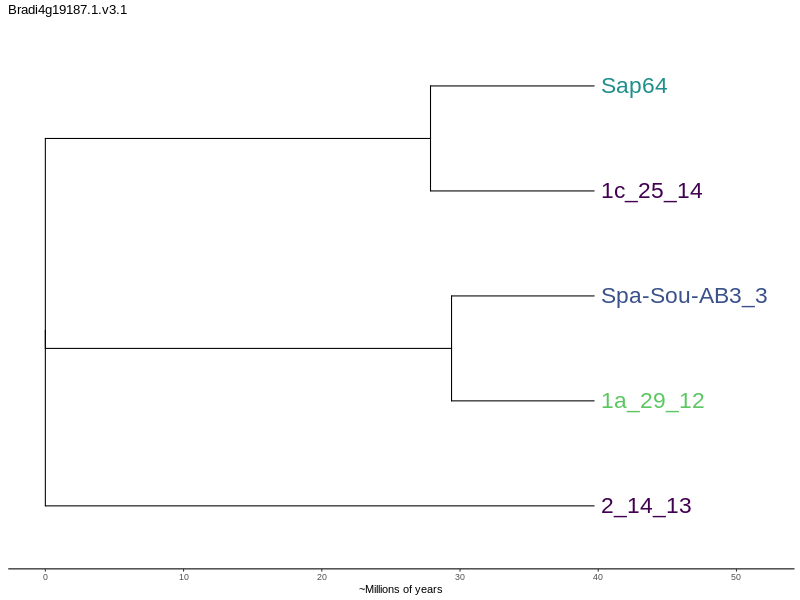 Bradi4g19187.1.v3.1
Sap64
1c_25_14
Spa-Sou-AB3_3
1a_29_12
2_14_13
0 10 20 30 40 50
~Millions of years